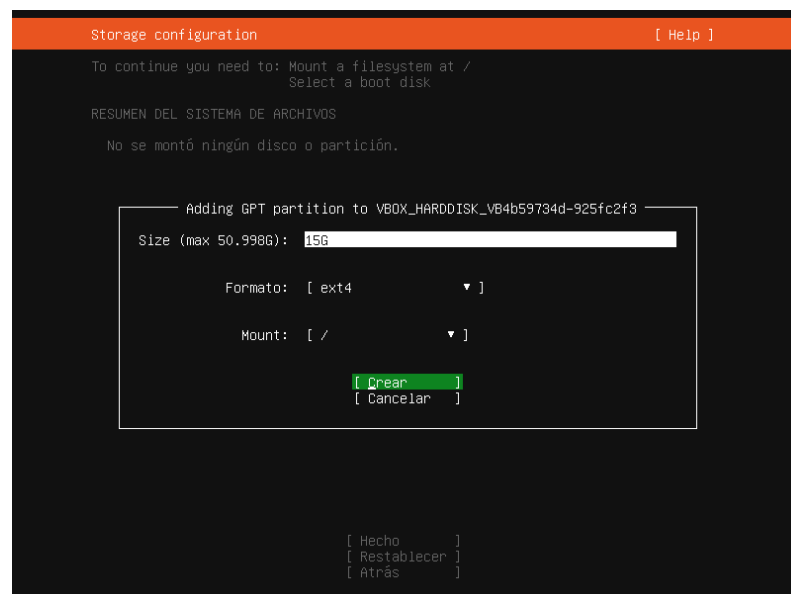 Storage configuration [ Help ]
To continue you need to: Mount a filesystem at /
Select a boot disk
RESUMEN DEL SISTEMA DE ARCHIVOS
No se montó ningún disco o partición.
Adding GPT partition to VBOX_HARDDISK_VB4b59734d-925fc2f3
Size (max 50.998G): 15G
Formato: [ ext4 ▾ ]
Mount: [ / ▾ ]
[ Crear ]
[ Cancelar ]
[ Hecho ]
[ Restablecer ]
[ Atrás ]